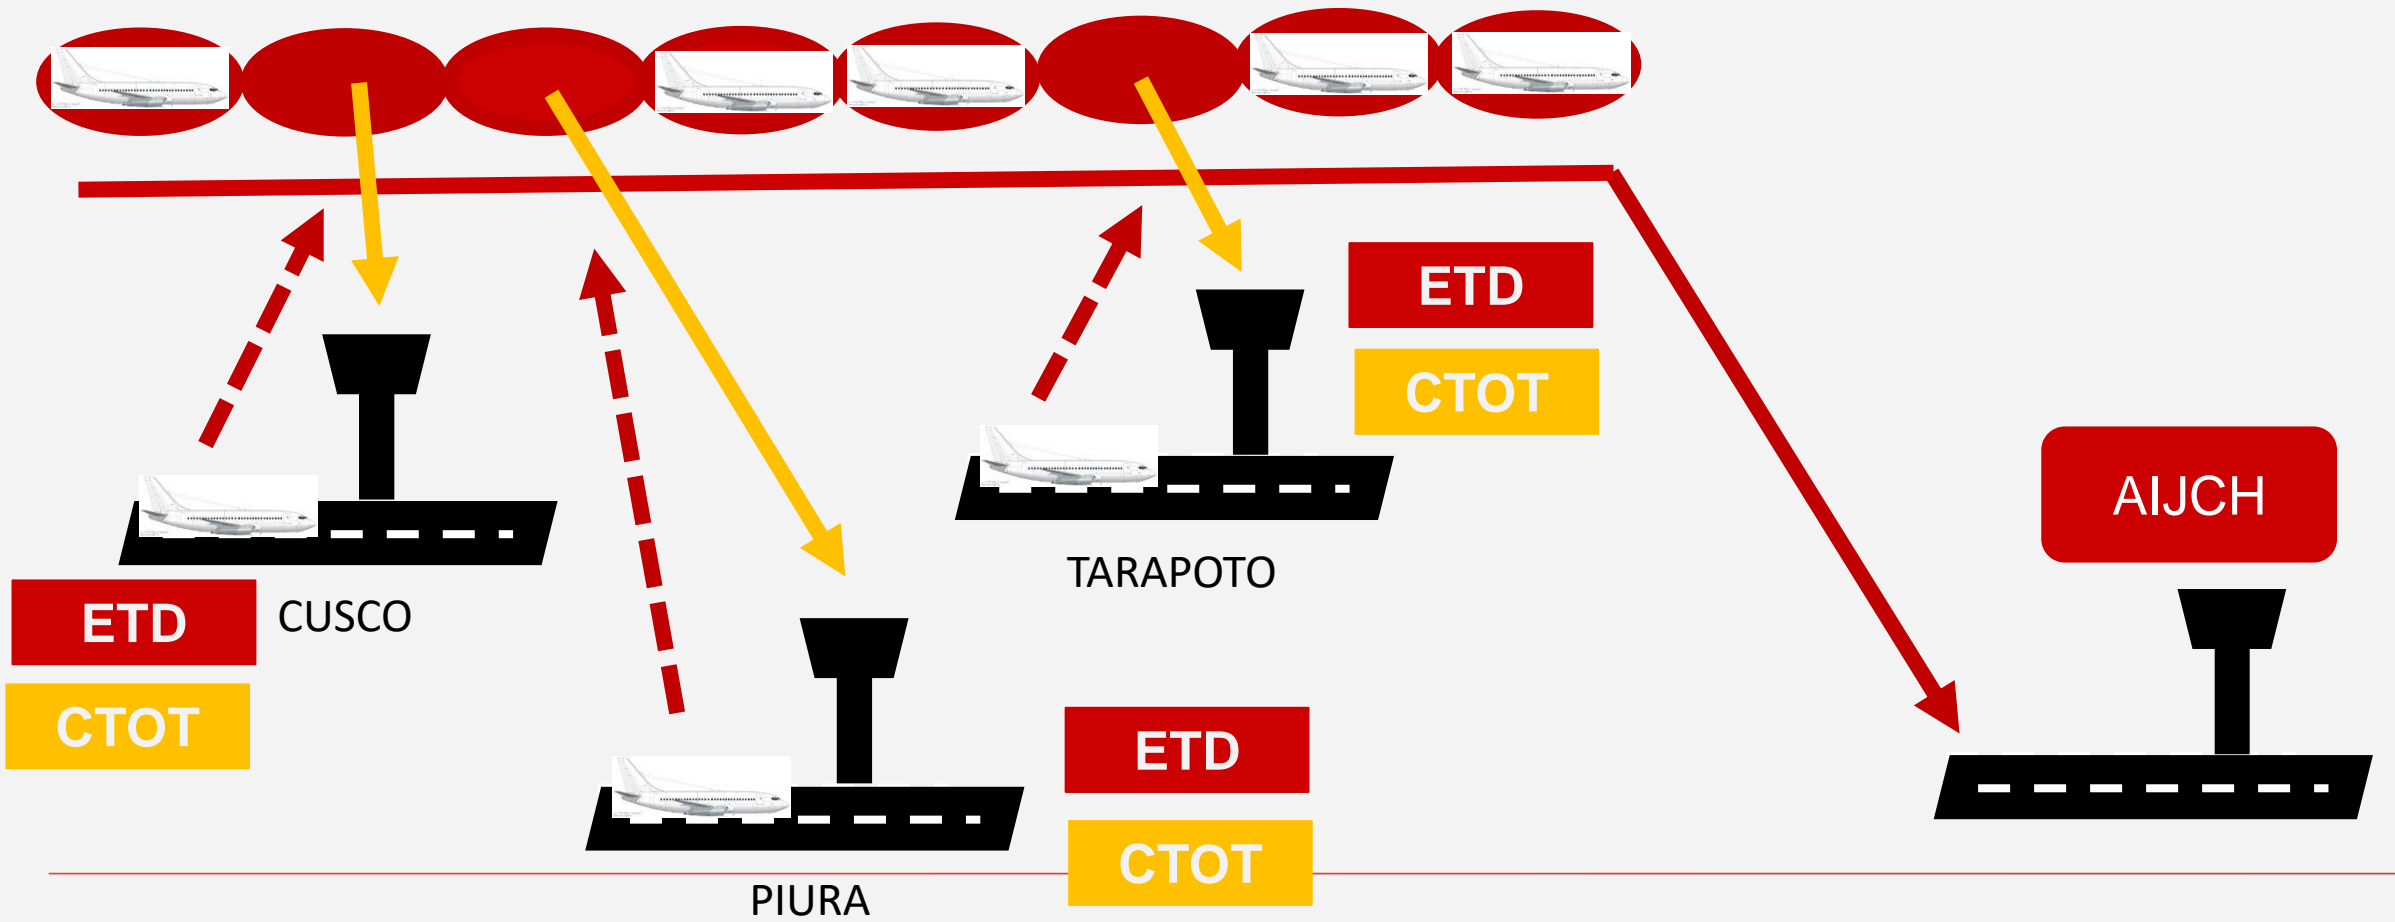 ETD
CTOT
AIJCH
TARAPOTO
ETD
CUSCO
CTOT
ETD
CTOT
PIURA